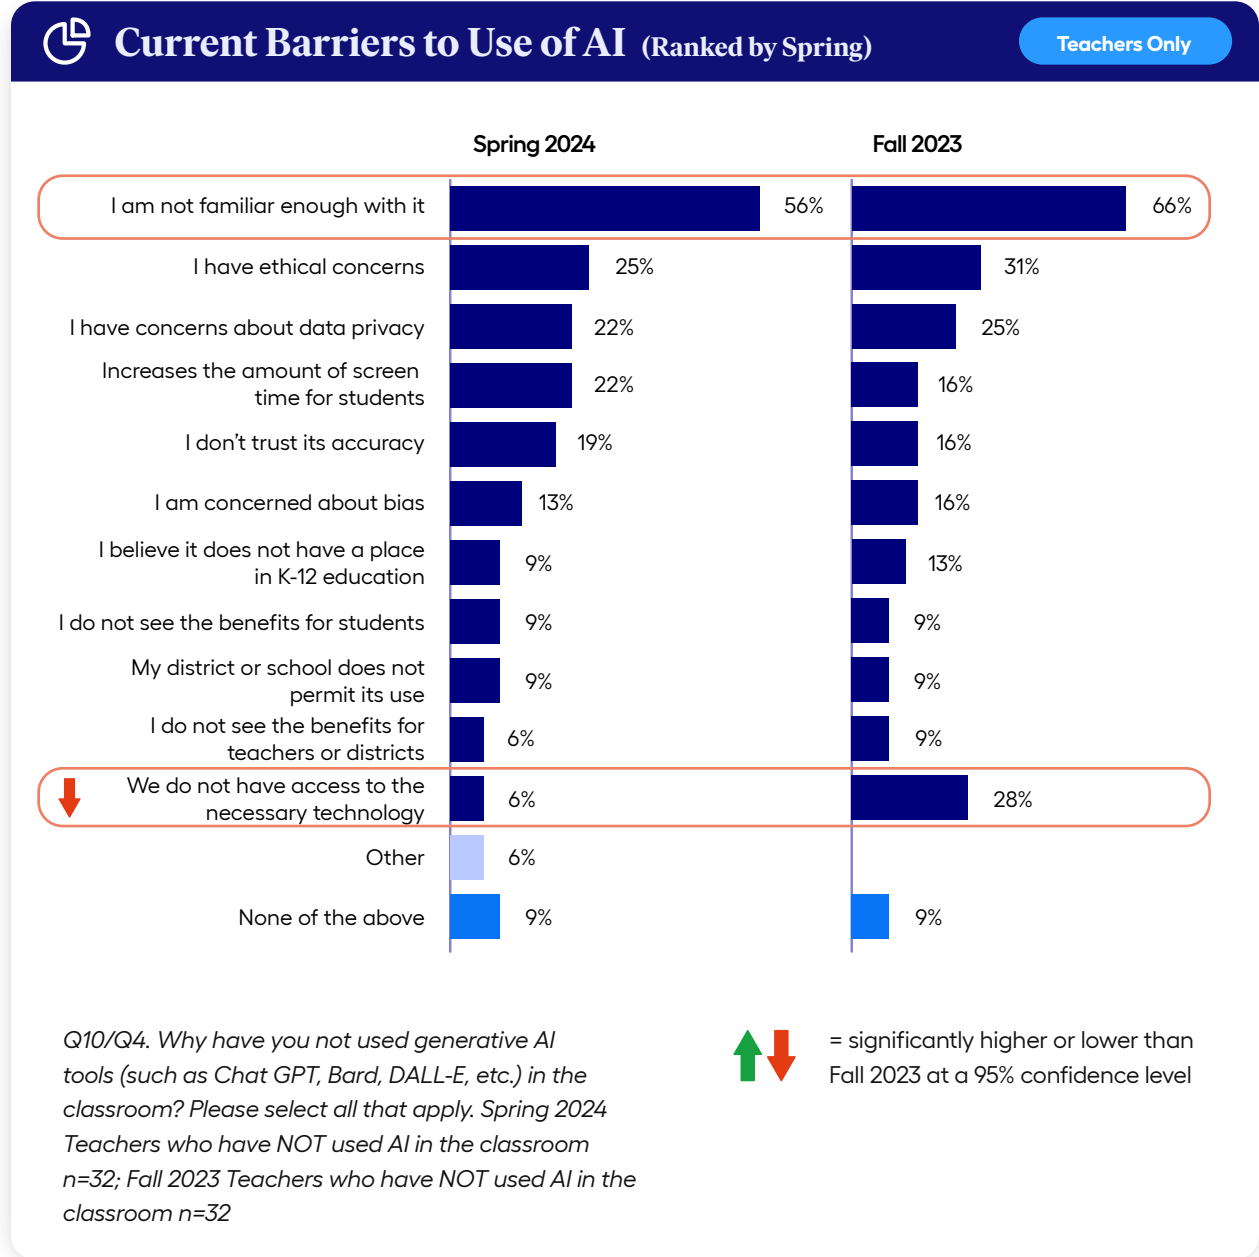 Current Barriers to Use of AI (Ranked by Spring)
Teachers Only
Spring 2024
Fall 2023
I am not familiar enough with it
56%
66%
I have ethical concerns
25%
31%
I have concerns about data privacy
22%
25%
Increases the amount of screen
time for students
22%
16%
I don’t trust its accuracy
19%
16%
I am concerned about bias
13%
16%
I believe it does not have a place
in K-12 education
9%
13%
I do not see the benefits for students
9%
9%
My district or school does not
permit its use
9%
9%
I do not see the benefits for
teachers or districts
6%
9%
We do not have access to the
necessary technology
6%
28%
Other
6%
None of the above
9%
9%
Q10/Q4. Why have you not used generative AI
tools (such as Chat GPT, Bard, DALL-E, etc.) in the
classroom? Please select all that apply. Spring 2024
Teachers who have NOT used AI in the classroom
n=32; Fall 2023 Teachers who have NOT used AI in the
classroom n=32
= significantly higher or lower than
Fall 2023 at a 95% confidence level